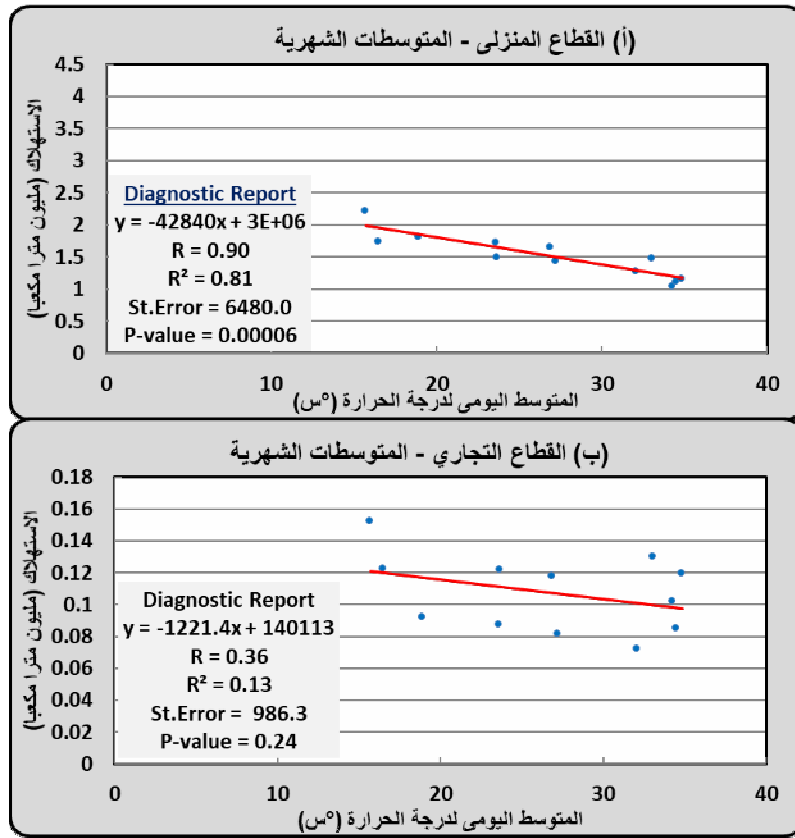 (أ) القطاع المنزلى - المتوسطات الشهرية
4.5
4
3.5
3
2.5
2
1.5
1
0.5
0
الاستهلاك (مليون مترا مكعبا)
Diagnostic Report
y = -42840x + 3E+06
R = 0.90
R² = 0.81
St.Error = 6480.0
P-value = 0.00006
0 10 20 30 40
المتوسط اليومى لدرجة الحرارة (°س)
(ب) القطاع التجاري - المتوسطات الشهرية
0.18
0.16
0.14
0.12
0.1
0.08
0.06
0.04
0.02
0
الاستهلاك (مليون مترا مكعبا)
Diagnostic Report
y = -1221.4x + 140113
R = 0.36
R² = 0.13
St.Error = 986.3
P-value = 0.24
0 10 20 30 40
المتوسط اليومى لدرجة الحرارة (°س)